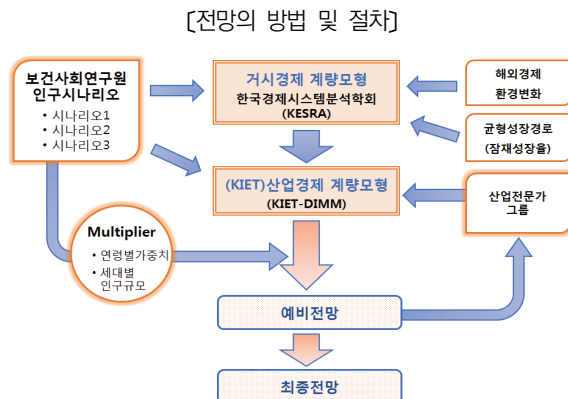 [전망의 방법 및 절차]
보건사회연구원
인구시나리오
• 시나리오1
• 시나리오2
• 시나리오3
거시경제 계량모형
한국경제시스템분석학회
(KESRA)
해외경제
환경변화
균형성장경로
(잠재성장율)
(KIET)산업경제 계량모형
(KIET-DIMM)
산업전문가
그룹
Multiplier
• 연령별가중치
• 세대별
인구규모
예비전망
최종전망